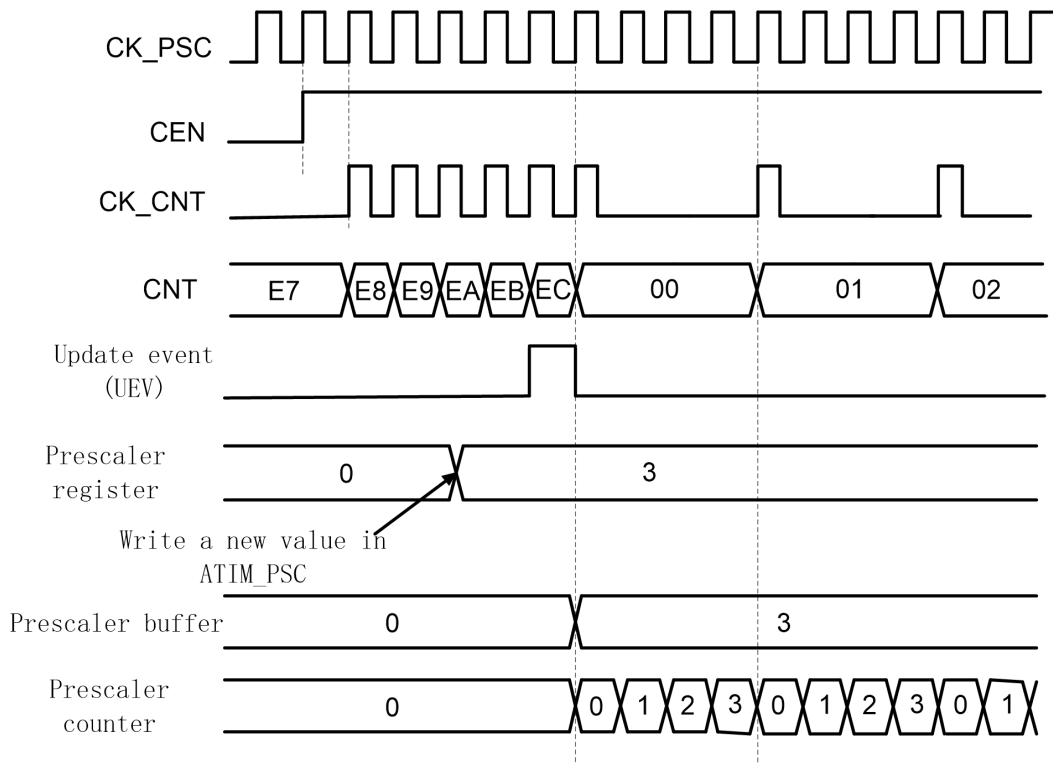 CK_PSC
CEN
CK_CNT
CNT E7 E8 E9 EA EB EC 00 01 02
Update event
(UEV)
Prescaler
register
0 3
Write a new value in
ATIM_PSC
Prescaler buffer 0 3
Prescaler
counter
0 0 1 2 3 0 1 2 3 0 1